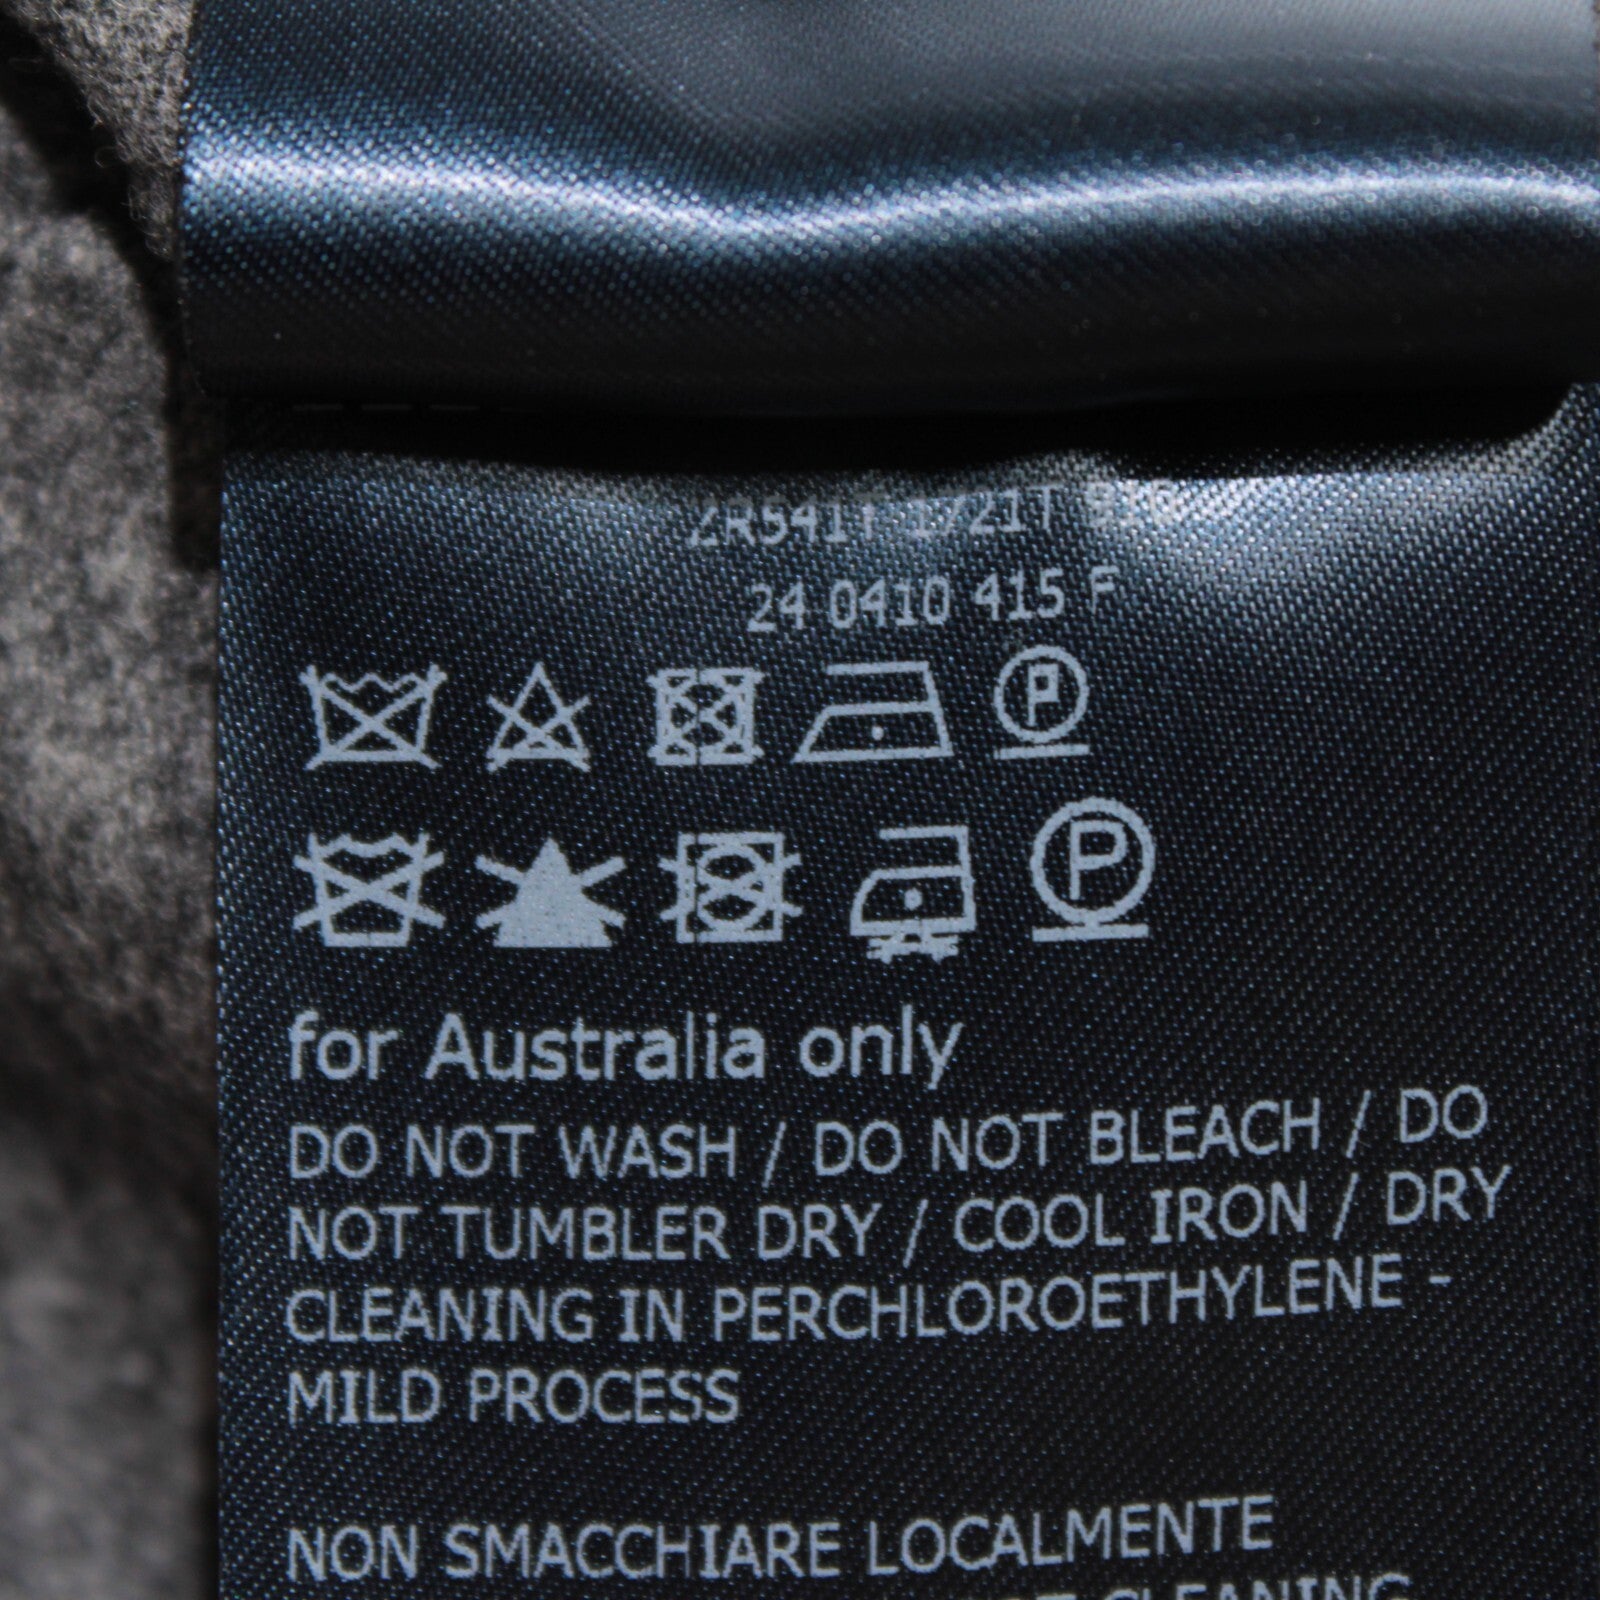 24 0410 415 F
P
P
for Australia only
DO NOT WASH / DO NOT BLEACH / DO
NOT TUMBLER DRY / COOL IRON / DRY
CLEANING IN PERCHLOROETHYLENE -
MILD PROCESS
NON SMACCHIARE LOCALMENTE
CLEANING